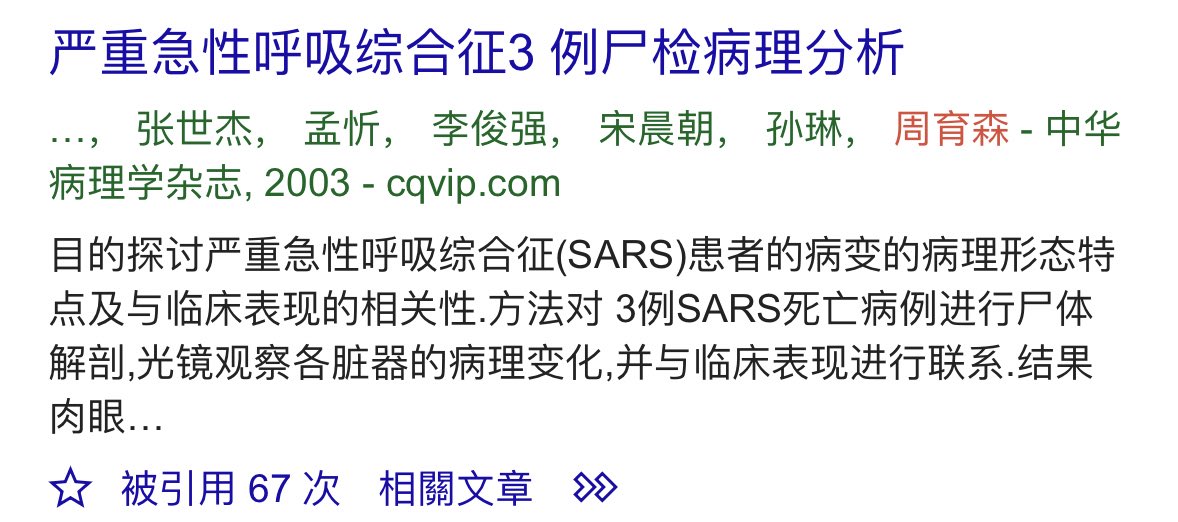 严重急性呼吸综合征3 例尸检病理分析
…， 张世杰， 孟忻， 李俊强， 宋晨朝， 孙琳， 周育森 - 中华
病理学杂志, 2003 - cqvip.com
目的探讨严重急性呼吸综合征(SARS)患者的病变的病理形态特
点及与临床表现的相关性.方法对 3例SARS死亡病例进行尸体
解剖,光镜观察各脏器的病理变化,并与临床表现进行联系.结果
肉眼…
被引用 67 次 相關文章